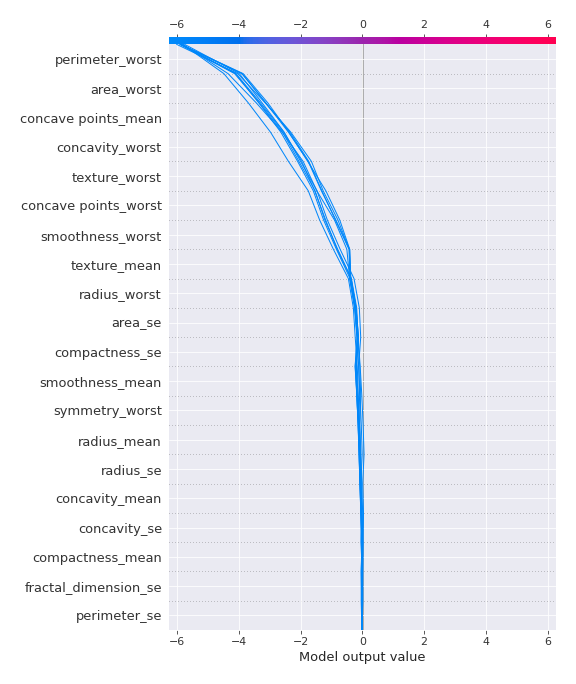 −6 −4 −2 0 2 4 6
perimeter_worst
area_worst
concave points_mean
concavity_worst
texture_worst
concave points_worst
smoothness_worst
texture_mean
radius_worst
area_se
compactness_se
smoothness_mean
symmetry_worst
radius_mean
radius_se
concavity_mean
concavity_se
compactness_mean
fractal_dimension_se
perimeter_se
−6 −4 −2 0 2 4 6
Model output value